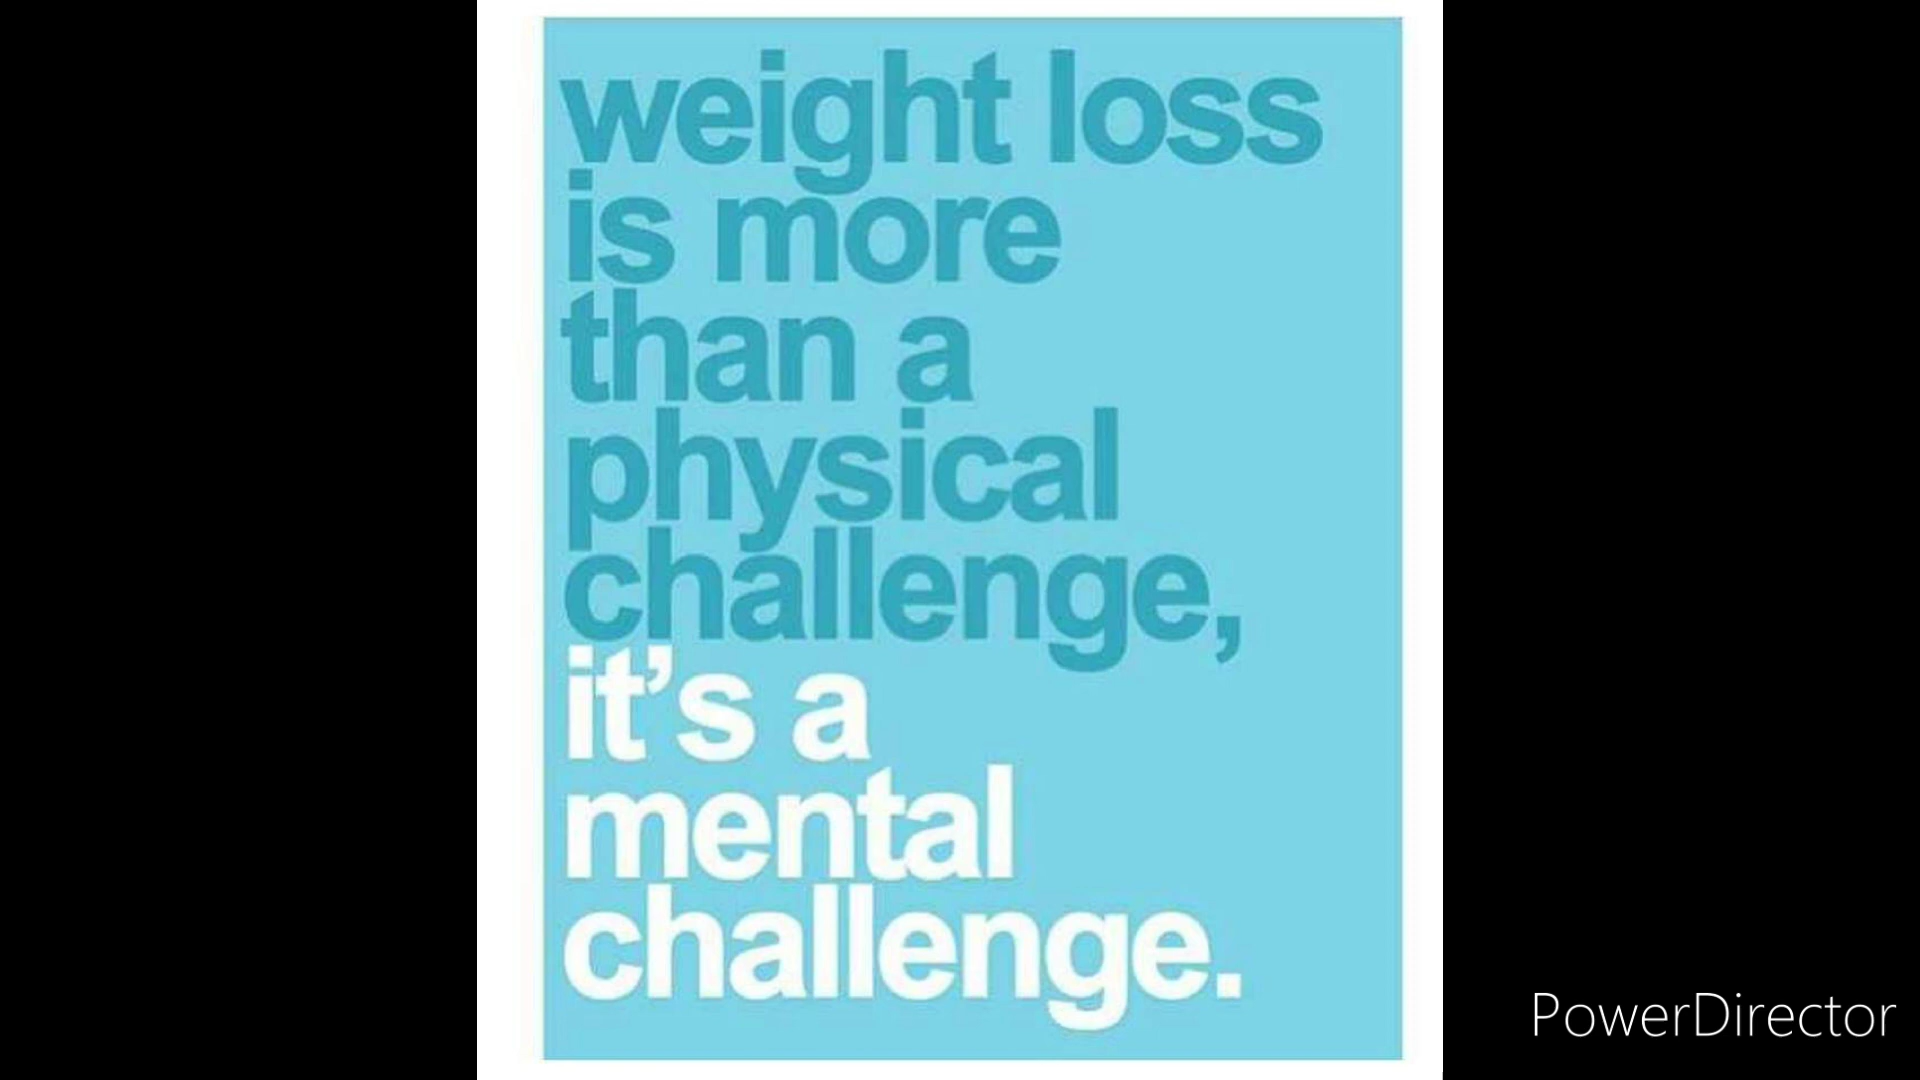 weight loss
is more
than a
physical
challenge,
it's a
mental
challenge.
PowerDirector